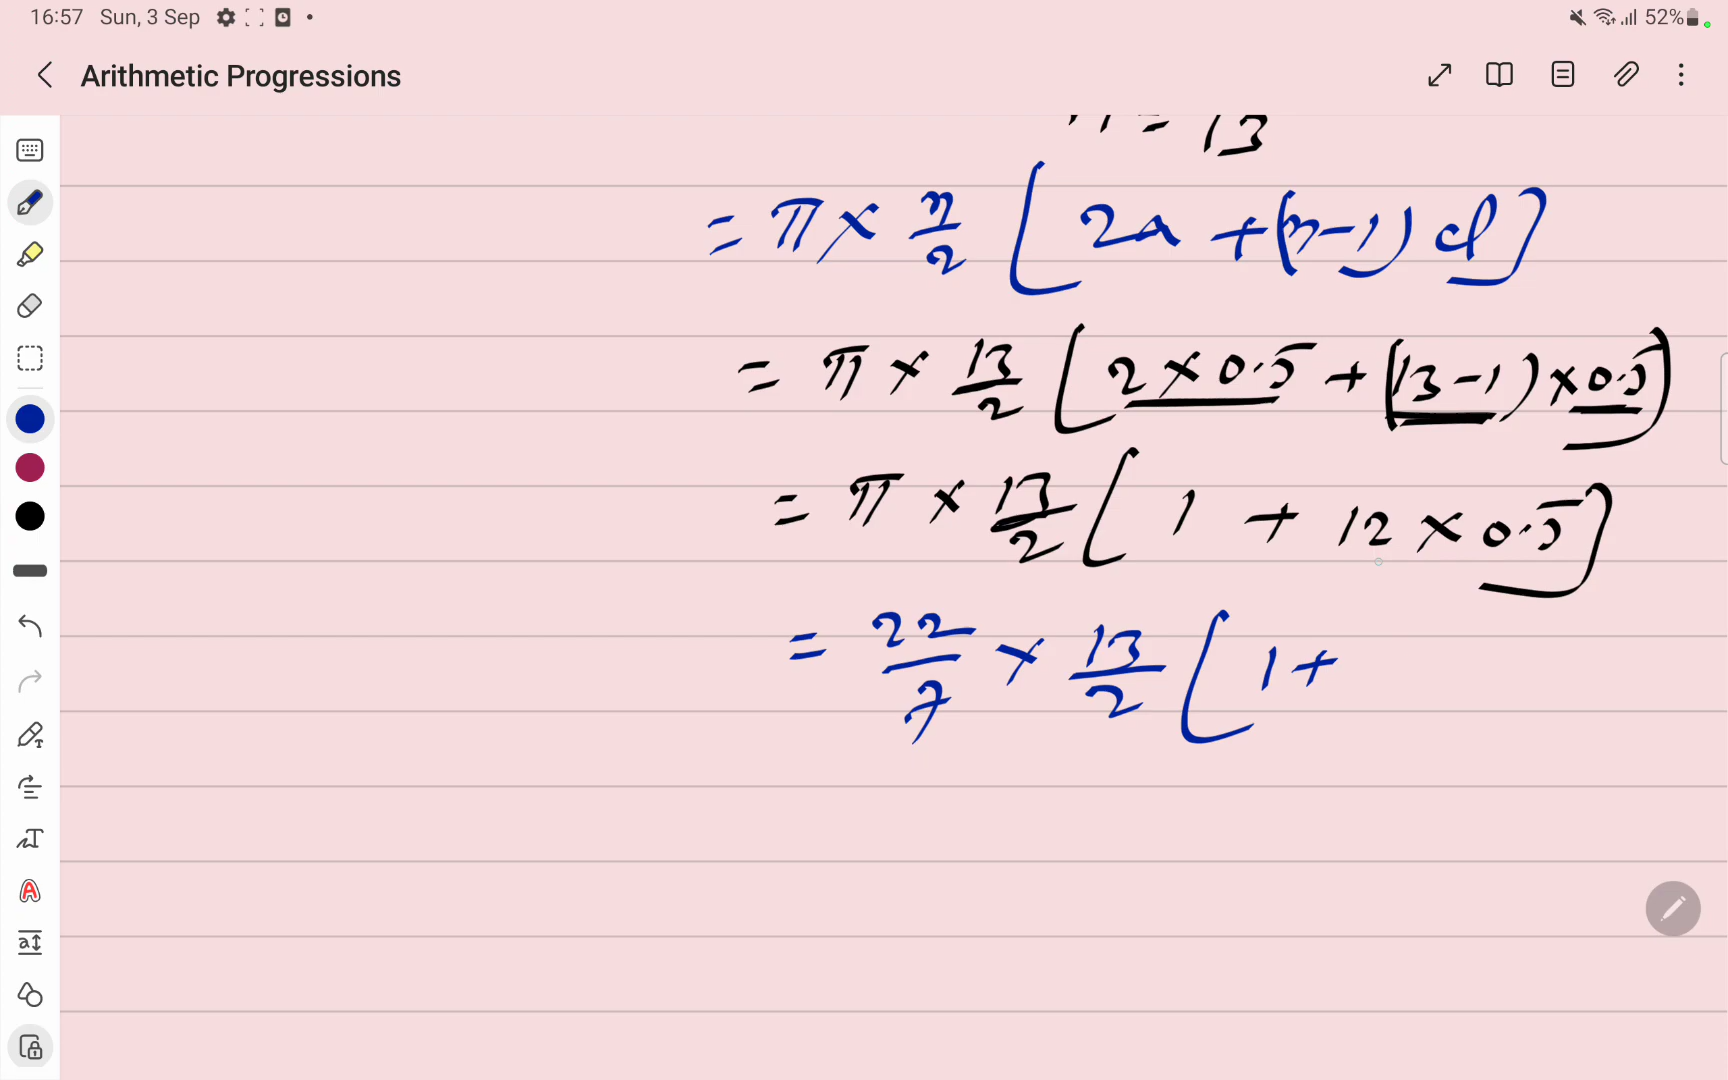 16:57 Sun, 3 Sep 52%
Arithmetic Progressions
n = 13
= π × n/2 [2a + (n-1) d]
= π × 13/2 [2 × 0.5 + (13-1) × 0.5]
= π × 13/2 [1 + 12 × 0.5]
= 22/7 × 13/2 [1 +